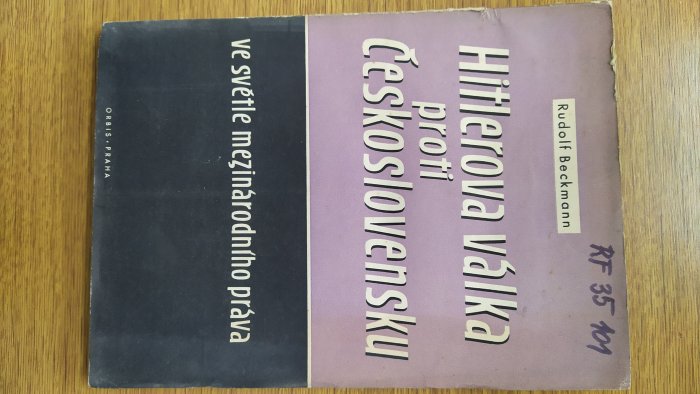 RF 35 101
Rudolf Beckmann
Hitlerova válka
proti
Československu
ve světle mezinárodního práva
ORBIS · PRAHA